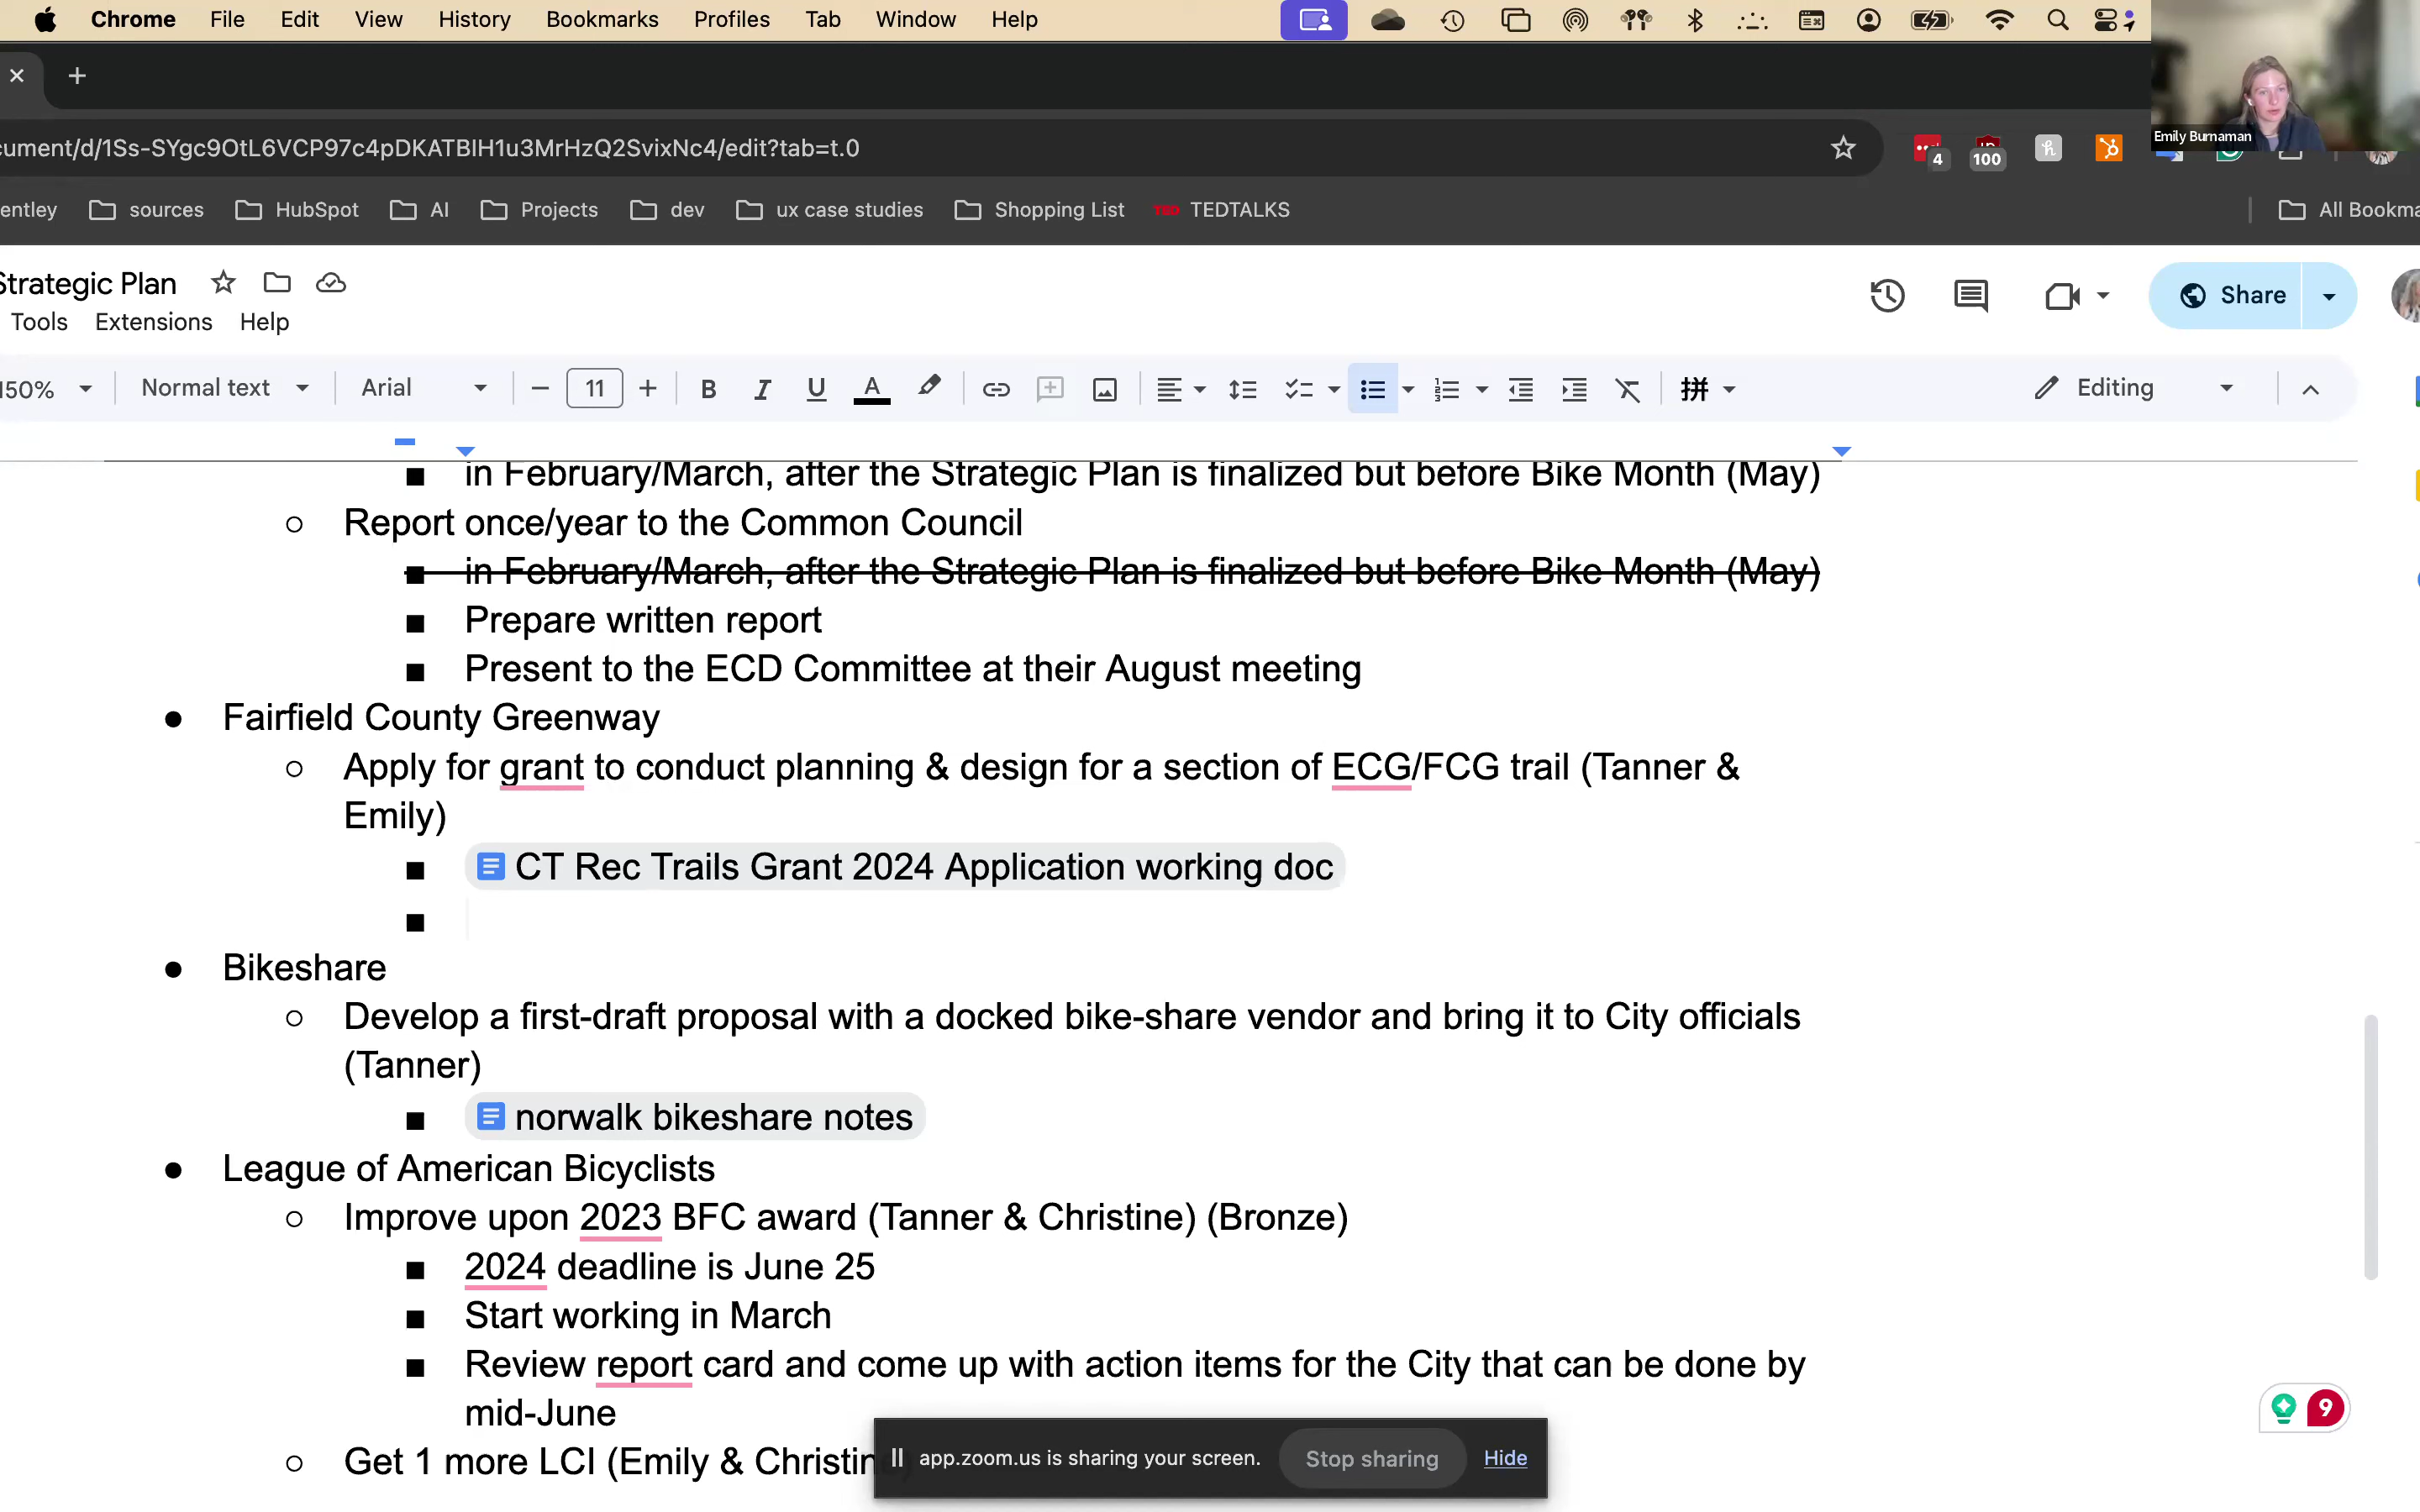 Chrome File Edit View History Bookmarks Profiles Tab Window Help
Emily Burnaman
cument/d/1Ss-SYgc9OtL6VCP97c4pDKATBIH1u3MrHzQ2SvixNc4/edit?tab=t.0
4
100
entley sources HubSpot AI Projects dev ux case studies Shopping List TED TEDTALKS All Bookma
Strategic Plan
Share
Tools Extensions Help
150% Normal text Arial 11 B I U A Editing
in February/March, after the Strategic Plan is finalized but before Bike Month (May)
Report once/year to the Common Council
in February/March, after the Strategic Plan is finalized but before Bike Month (May)
Prepare written report
Present to the ECD Committee at their August meeting
Fairfield County Greenway
Apply for grant to conduct planning & design for a section of ECG/FCG trail (Tanner &
Emily)
CT Rec Trails Grant 2024 Application working doc
Bikeshare
Develop a first-draft proposal with a docked bike-share vendor and bring it to City officials
(Tanner)
norwalk bikeshare notes
League of American Bicyclists
Improve upon 2023 BFC award (Tanner & Christine) (Bronze)
2024 deadline is June 25
Start working in March
Review report card and come up with action items for the City that can be done by
mid-June
9
Get 1 more LCI (Emily & Christin
app.zoom.us is sharing your screen. Stop sharing Hide